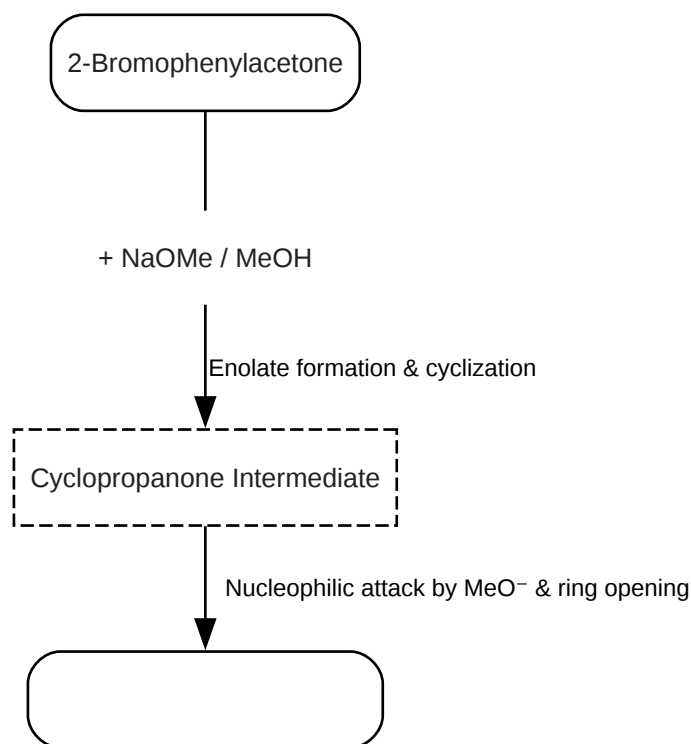 2-Bromophenylacetone
+ NaOMe / MeOH
Enolate formation & cyclization
Cyclopropanone Intermediate
Nucleophilic attack by MeO⁻ & ring opening